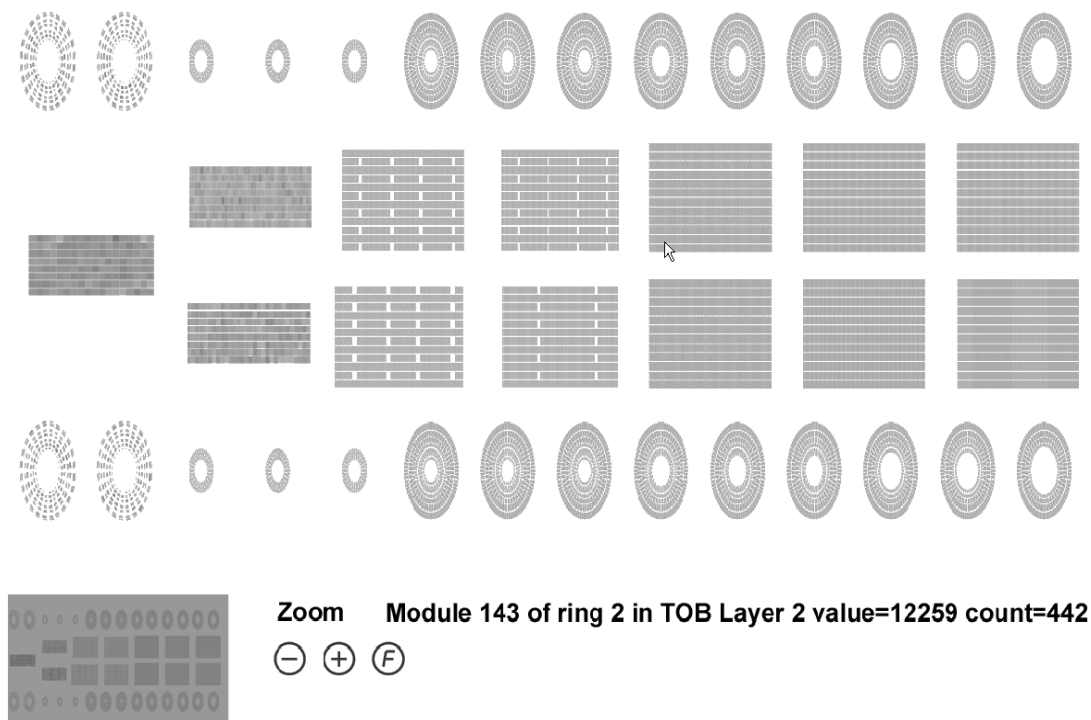 Zoom Module 143 of ring 2 in TOB Layer 2 value=12259 count=442
− + F